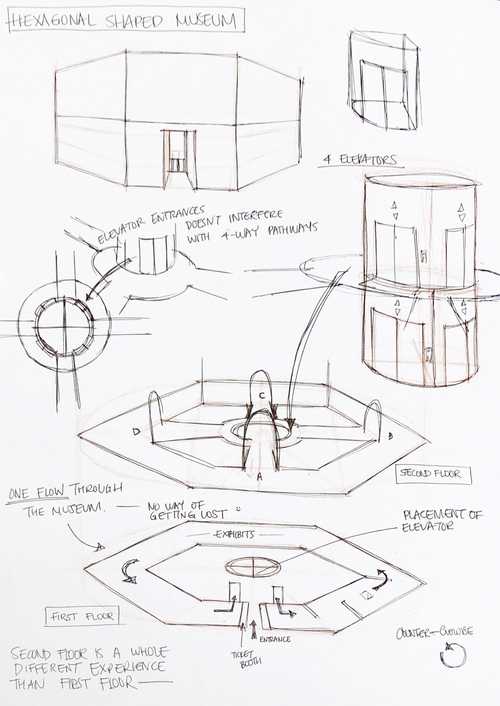 HEXAGONAL SHAPED MUSEUM
4 ELEVATORS
ELEVATOR ENTRANCES
DOESN'T INTERFERE
WITH 4-WAY PATHWAYS
C
D
B
A
SECOND FLOOR
ONE FLOW THROUGH
THE MUSEUM. — NO WAY OF
GETTING LOST
EXHIBITS
PLACEMENT OF
ELEVATOR
FIRST FLOOR
ENTRANCE
TICKET
BOOTH
COUNTER-CLOWISE
SECOND FLOOR IS A WHOLE
DIFFERENT EXPERIENCE
THAN FIRST FLOOR —